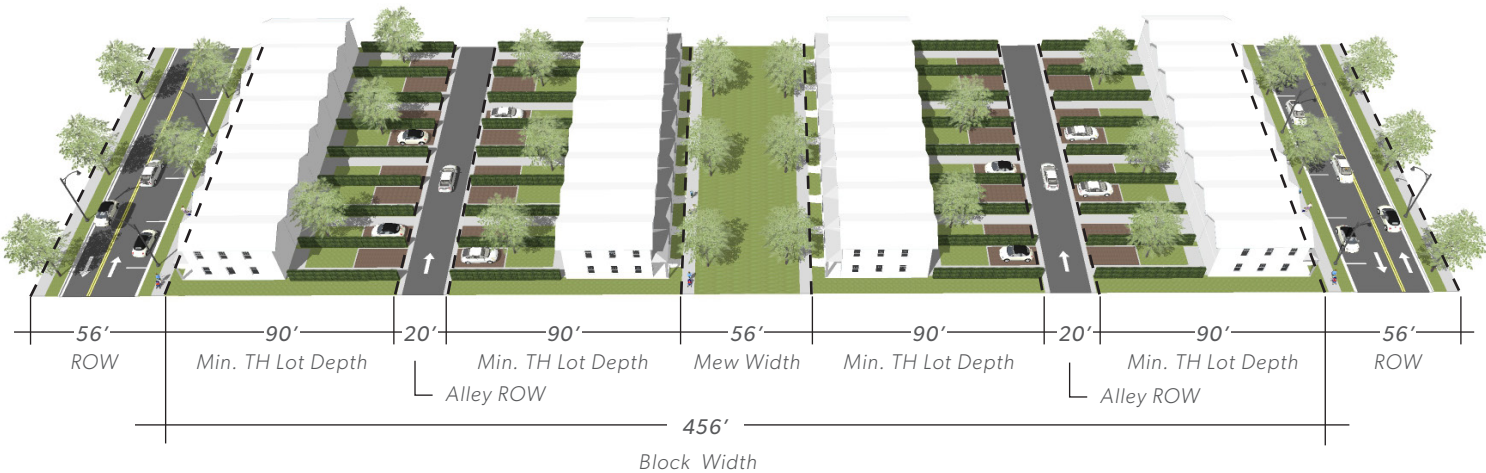 56’ 90’ 20’ 90’ 56’ 90’ 20’ 90’ 56’
ROW Min. TH Lot Depth Min. TH Lot Depth Mew Width Min. TH Lot Depth Min. TH Lot Depth ROW
Alley ROW Alley ROW
456’
Block Width